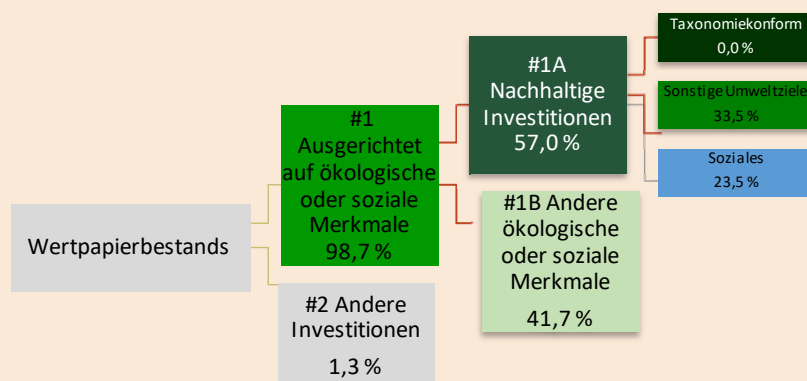 Wertpapierbestands
#1
Ausgerichtet
auf ökologische
oder soziale
Merkmale
98,7 %
#2 Andere
Investitionen
1,3 %
#1A
Nachhaltige
Investitionen
57,0 %
#1B Andere
ökologische
oder soziale
Merkmale
41,7 %
Taxonomiekonform
0,0 %
Sonstige Umweltziele
33,5 %
Soziales
23,5 %